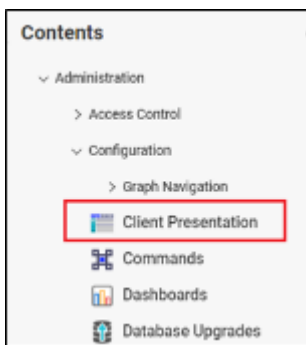 Contents
Administration
Access Control
Configuration
Graph Navigation
Client Presentation
Commands
Dashboards
Database Upgrades